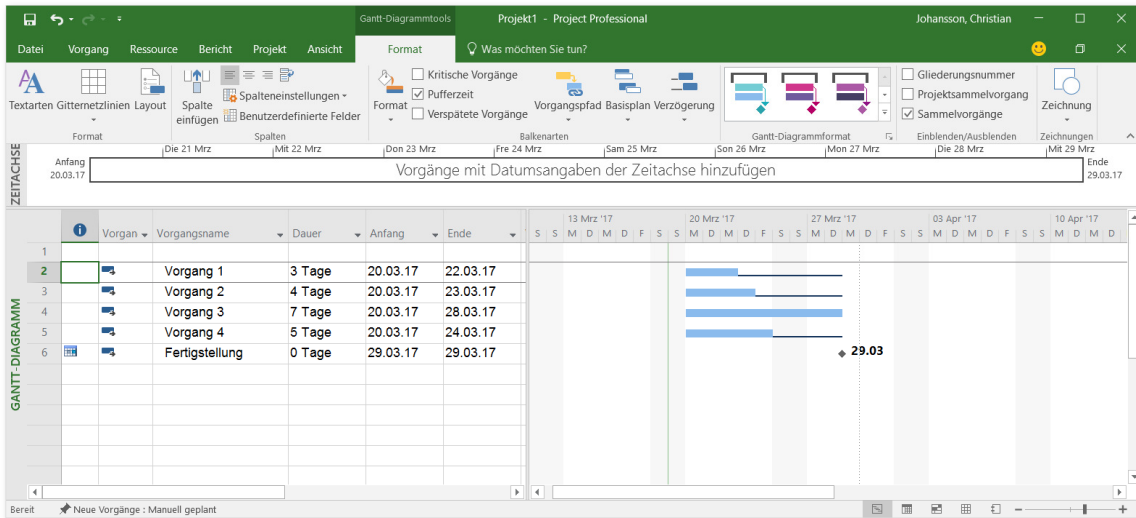 Gantt-Diagrammtools Projekt1 - Project Professional Johansson, Christian
Datei Vorgang Ressource Bericht Projekt Ansicht Format Was möchten Sie tun?
Textarten Gitternetzlinien Layout
Format
Spalte einfügen
Spalteneinstellungen
Benutzerdefinierte Felder
Spalten
Format
Kritische Vorgänge
Pufferzeit
Verspätete Vorgänge
Vorgangspfad Basisplan Verzögerung
Balkenarten
Gantt-Diagrammformat
Gliederungsnummer
Projektsammelvorgang
Sammelvorgänge
Einblenden/Ausblenden
Zeichnung
Zeichnungen
ZEITACHSE
Die 21 Mrz Mit 22 Mrz Don 23 Mrz Fre 24 Mrz Sam 25 Mrz Son 26 Mrz Mon 27 Mrz Die 28 Mrz Mit 29 Mrz
Anfang
20.03.17
Vorgänge mit Datumsangaben der Zeitachse hinzufügen
Ende
29.03.17
13 Mrz '17 20 Mrz '17 27 Mrz '17 03 Apr '17 10 Apr '17
Vorgan Vorgangsname Dauer Anfang Ende
S S M D M D F S S M D M D F S S M D M D F S S M D M D F S S M D M D
1
2 Vorgang 1 3 Tage 20.03.17 22.03.17
3 Vorgang 2 4 Tage 20.03.17 23.03.17
4 Vorgang 3 7 Tage 20.03.17 28.03.17
5 Vorgang 4 5 Tage 20.03.17 24.03.17
6 Fertigstellung 0 Tage 29.03.17 29.03.17
29.03
GANTT-DIAGRAMM
Bereit Neue Vorgänge : Manuell geplant